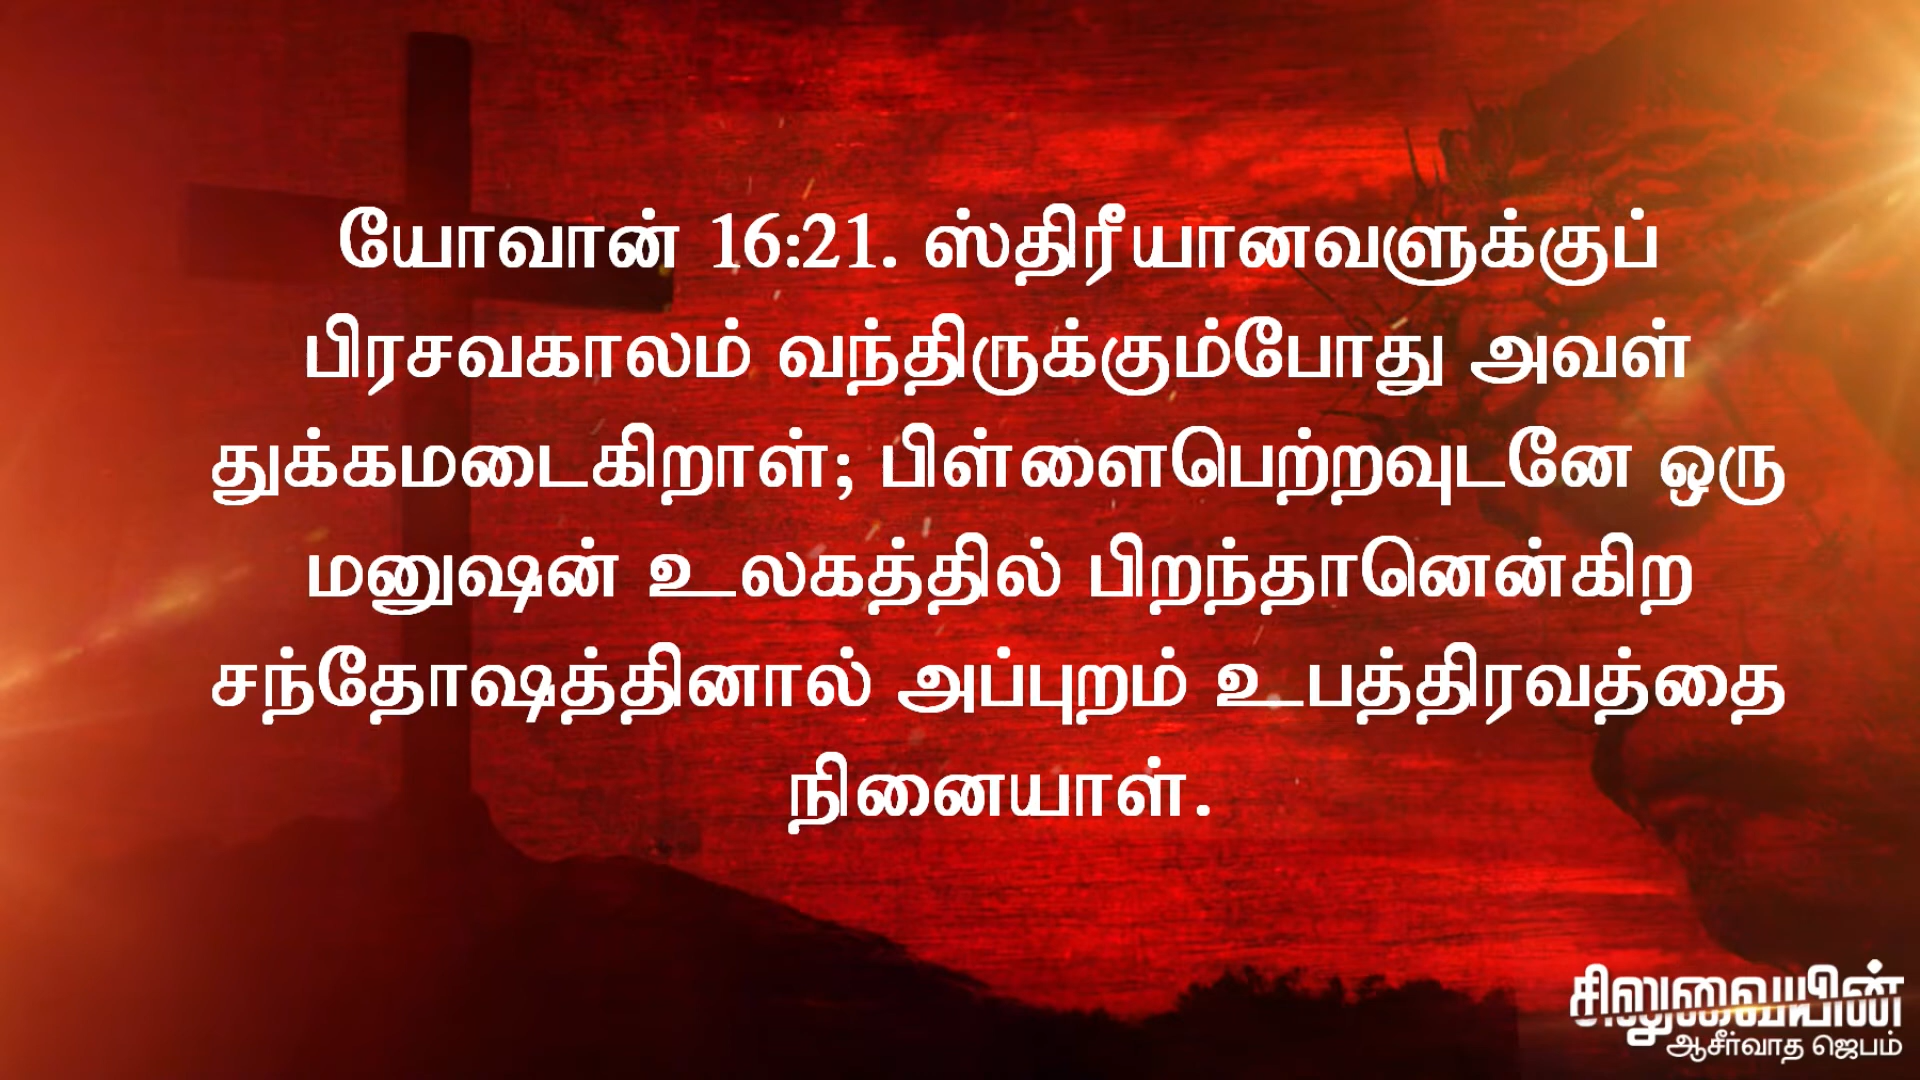 யோவான் 16:21. ஸ்திரீயானவளுக்குப்
பிரசவகாலம் வந்திருக்கும்போது அவள்
துக்கமடைகிறாள்; பிள்ளைபெற்றவுடனே ஒரு
மனுஷன் உலகத்தில் பிறந்தானென்கிற
சந்தோஷத்தினால் அப்புறம் உபத்திரவத்தை
நினையாள்.
சிலுவையின்
ஆசீர்வாத ஜெபம்